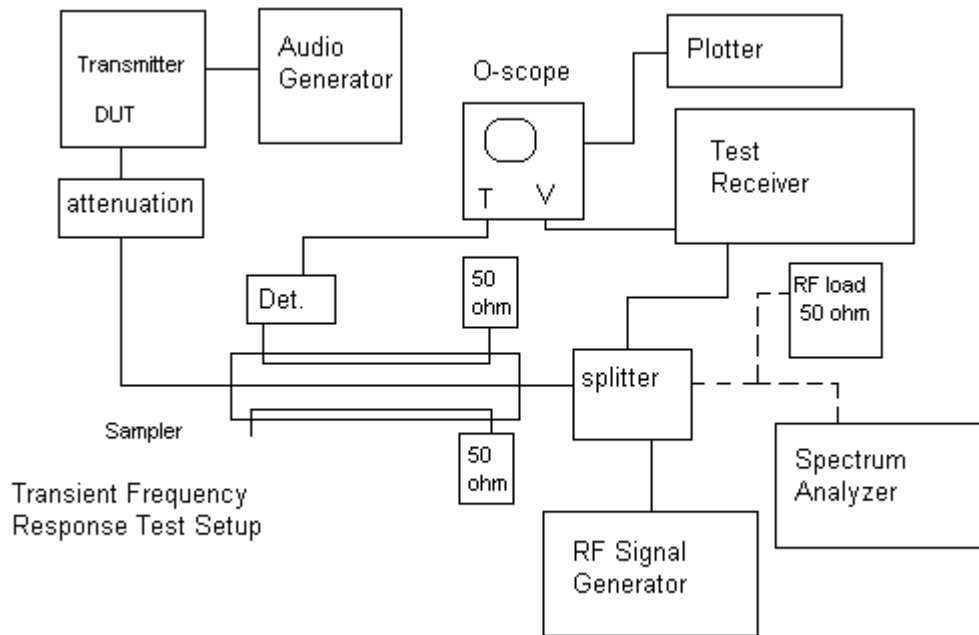 Transmitter
DUT
Audio
Generator
O-scope
Plotter
T V
Test
Receiver
attenuation
Det.
50
ohm
RF load
50 ohm
splitter
Sampler
50
ohm
Spectrum
Analyzer
Transient Frequency
Response Test Setup
RF Signal
Generator